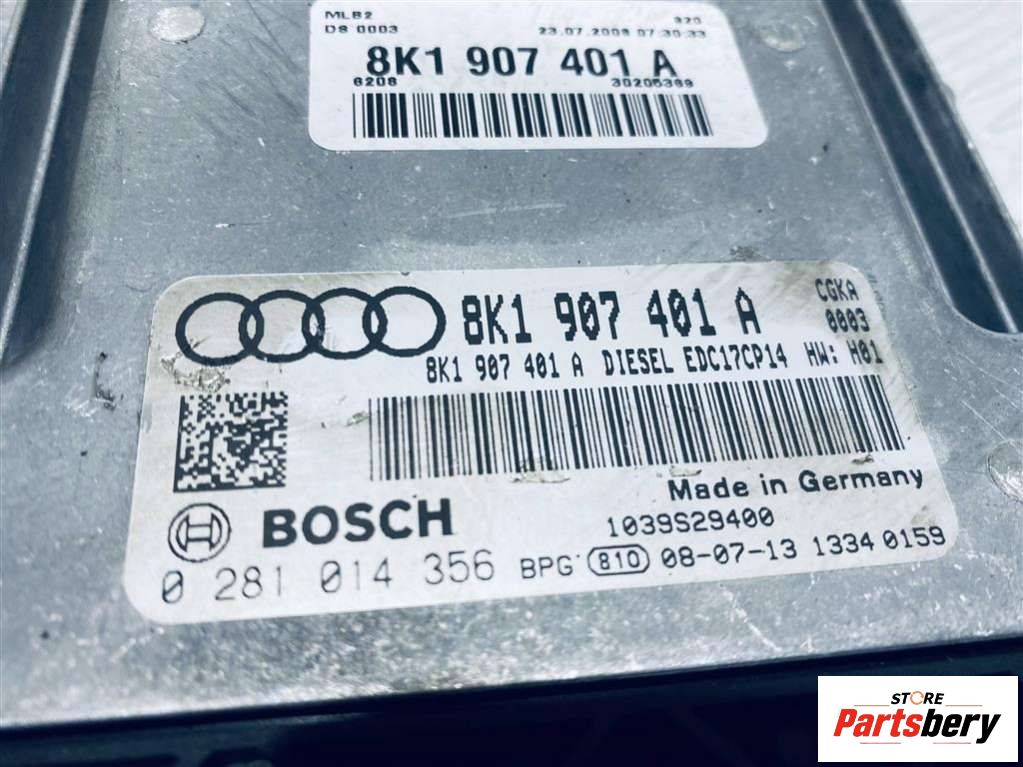 MLB2 320
DS 0003 23.07.2008 07:30:33
8K1 907 401 A
6208 30205399
8K1 907 401 A CGKA
0003
8K1 907 401 A DIESEL EDC17CP14 HW: H01
Made in Germany
BOSCH 1039S29400
0 281 014 356 BPG 810 08-07-13 1334 0159
STORE
Partsbery